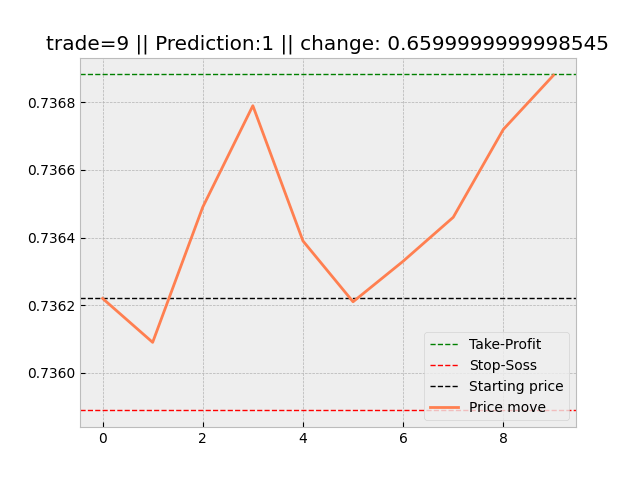 trade=9 || Prediction:1 || change: 0.6599999999998545
0.7368
0.7366
0.7364
0.7362
0.7360
Take-Profit
Stop-Soss
Starting price
Price move
0 2 4 6 8